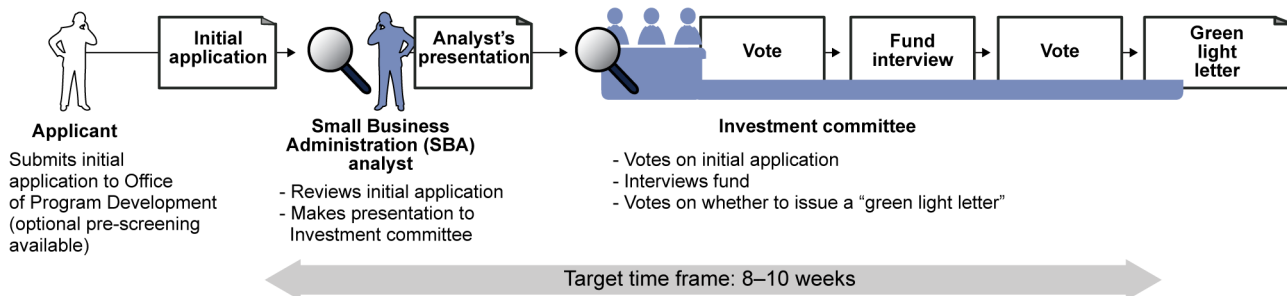 Initial
application
Analyst's
presentation
Vote
Fund
interview
Vote
Green
light
letter
Applicant
Submits initial
application to Office
of Program Development
(optional pre-screening
available)
Small Business
Administration (SBA)
analyst
- Reviews initial application
- Makes presentation to
Investment committee
Investment committee
- Votes on initial application
- Interviews fund
- Votes on whether to issue a “green light letter”
Target time frame: 8–10 weeks